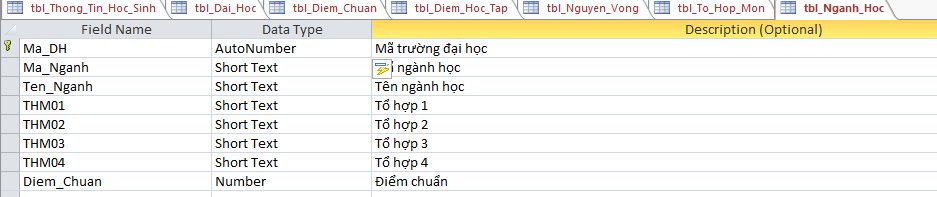 tbl_Thong_Tin_Hoc_Sinh tbl_Dai_Hoc tbl_Diem_Chuan tbl_Diem_Hoc_Tap tbl_Nguyen_Vong tbl_To_Hop_Mon tbl_Nganh_Hoc
Field Name Data Type Description (Optional)
Ma_DH AutoNumber Mã trường đại học
Ma_Nganh Short Text ngành học
Ten_Nganh Short Text Tên ngành học
THM01 Short Text Tổ hợp 1
THM02 Short Text Tổ hợp 2
THM03 Short Text Tổ hợp 3
THM04 Short Text Tổ hợp 4
Diem_Chuan Number Điểm chuẩn